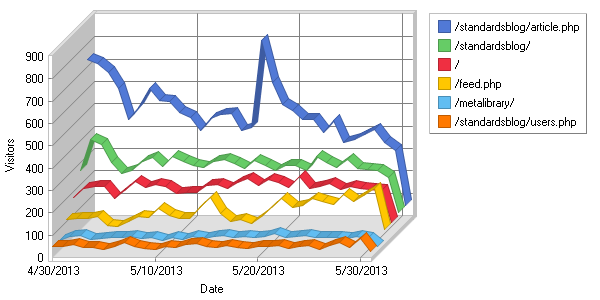 /standardsblog/article.php
/standardsblog/
/
/feed.php
/metalibrary/
/standardsblog/users.php
Visitors
900
800
700
600
500
400
300
200
100
0
4/30/2013 5/10/2013 5/20/2013 5/30/2013
Date